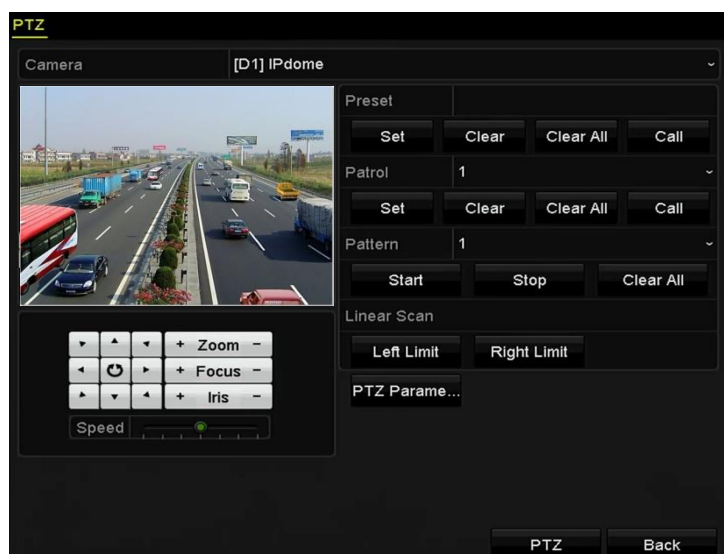 PTZ
Camera [D1] IPdome
Preset
Set Clear Clear All Call
Patrol 1
Set Clear Clear All Call
Pattern 1
Start Stop Clear All
Linear Scan
Left Limit Right Limit
PTZ Parame...
+ Zoom −
+ Focus −
+ Iris −
Speed
PTZ Back